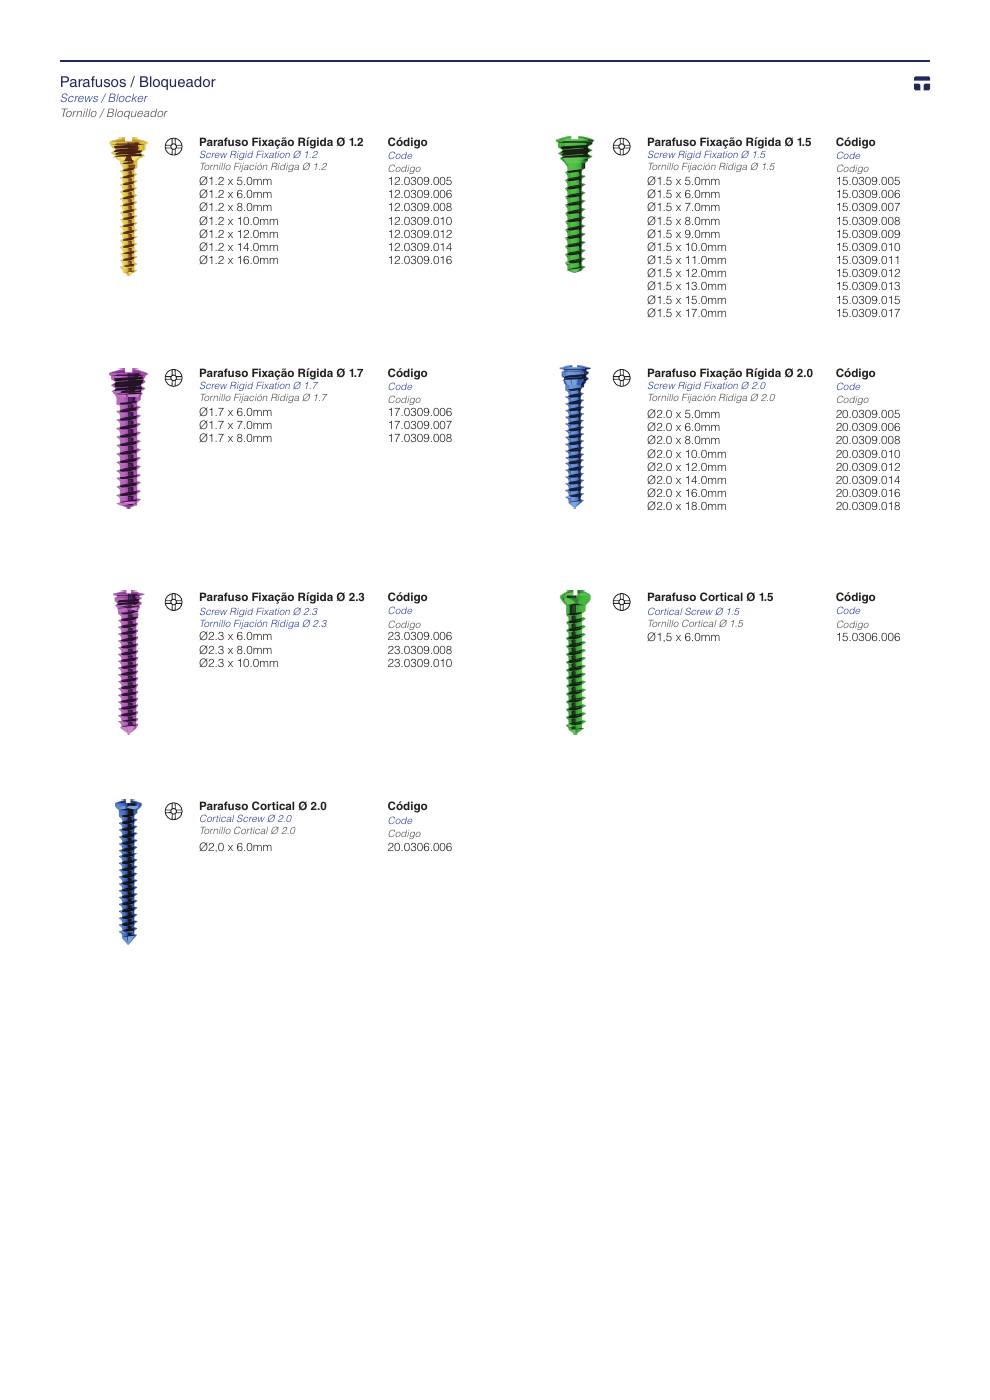 Parafusos / Bloqueador
Screws / Blocker
Tornillo / Bloqueador
Parafuso Fixação Rígida Ø 1.2 Código
Screw Rigid Fixation Ø 1.2 Code
Tornillo Fijación Rídiga Ø 1.2 Codigo
Ø1.2 x 5.0mm 12.0309.005
Ø1.2 x 6.0mm 12.0309.006
Ø1.2 x 8.0mm 12.0309.008
Ø1.2 x 10.0mm 12.0309.010
Ø1.2 x 12.0mm 12.0309.012
Ø1.2 x 14.0mm 12.0309.014
Ø1.2 x 16.0mm 12.0309.016
Parafuso Fixação Rígida Ø 1.5 Código
Screw Rigid Fixation Ø 1.5 Code
Tornillo Fijación Rídiga Ø 1.5 Codigo
Ø1.5 x 5.0mm 15.0309.005
Ø1.5 x 6.0mm 15.0309.006
Ø1.5 x 7.0mm 15.0309.007
Ø1.5 x 8.0mm 15.0309.008
Ø1.5 x 9.0mm 15.0309.009
Ø1.5 x 10.0mm 15.0309.010
Ø1.5 x 11.0mm 15.0309.011
Ø1.5 x 12.0mm 15.0309.012
Ø1.5 x 13.0mm 15.0309.013
Ø1.5 x 15.0mm 15.0309.015
Ø1.5 x 17.0mm 15.0309.017
Parafuso Fixação Rígida Ø 1.7 Código
Screw Rigid Fixation Ø 1.7 Code
Tornillo Fijación Rídiga Ø 1.7 Codigo
Ø1.7 x 6.0mm 17.0309.006
Ø1.7 x 7.0mm 17.0309.007
Ø1.7 x 8.0mm 17.0309.008
Parafuso Fixação Rígida Ø 2.0 Código
Screw Rigid Fixation Ø 2.0 Code
Tornillo Fijación Rídiga Ø 2.0 Codigo
Ø2.0 x 5.0mm 20.0309.005
Ø2.0 x 6.0mm 20.0309.006
Ø2.0 x 8.0mm 20.0309.008
Ø2.0 x 10.0mm 20.0309.010
Ø2.0 x 12.0mm 20.0309.012
Ø2.0 x 14.0mm 20.0309.014
Ø2.0 x 16.0mm 20.0309.016
Ø2.0 x 18.0mm 20.0309.018
Parafuso Fixação Rígida Ø 2.3 Código
Screw Rigid Fixation Ø 2.3 Code
Tornillo Fijación Rídiga Ø 2.3 Codigo
Ø2.3 x 6.0mm 23.0309.006
Ø2.3 x 8.0mm 23.0309.008
Ø2.3 x 10.0mm 23.0309.010
Parafuso Cortical Ø 1.5 Código
Cortical Screw Ø 1.5 Code
Tornillo Cortical Ø 1.5 Codigo
Ø1,5 x 6.0mm 15.0306.006
Parafuso Cortical Ø 2.0 Código
Cortical Screw Ø 2.0 Code
Tornillo Cortical Ø 2.0 Codigo
Ø2,0 x 6.0mm 20.0306.006